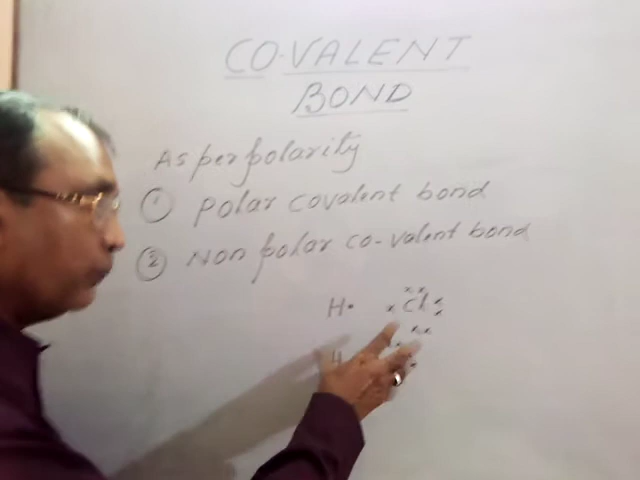 CO-VALENT
BOND
As per polarity
① Polar covalent bond
② Non polar co-valent bond
H• Cl
H